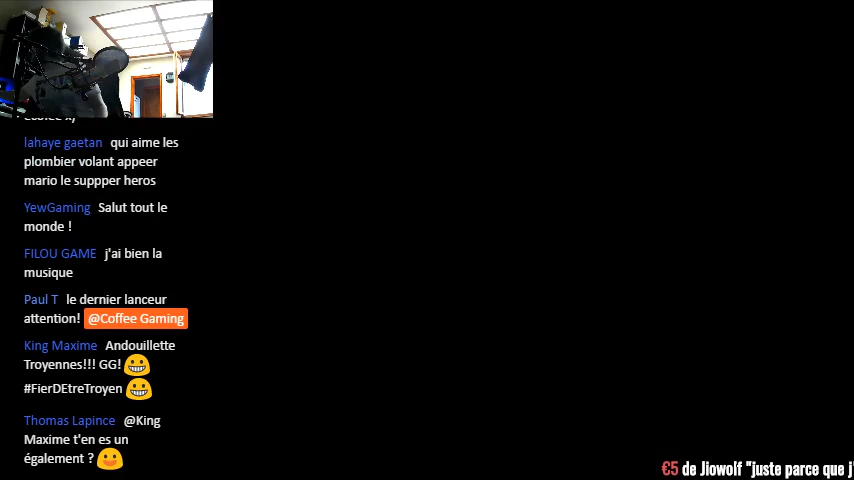 lahaye gaetan qui aime les
plombier volant appeer
mario le suppper heros
YewGaming Salut tout le
monde !
FILOU GAME j'ai bien la
musique
Paul T le dernier lanceur
attention! @Coffee Gaming
King Maxime Andouillette
Troyennes!!! GG! 😀
#FierDEtreTroyen 😀
Thomas Lapince @King
Maxime t'en es un
également ? 😛
€5 de Jiowolf "juste parce que j'